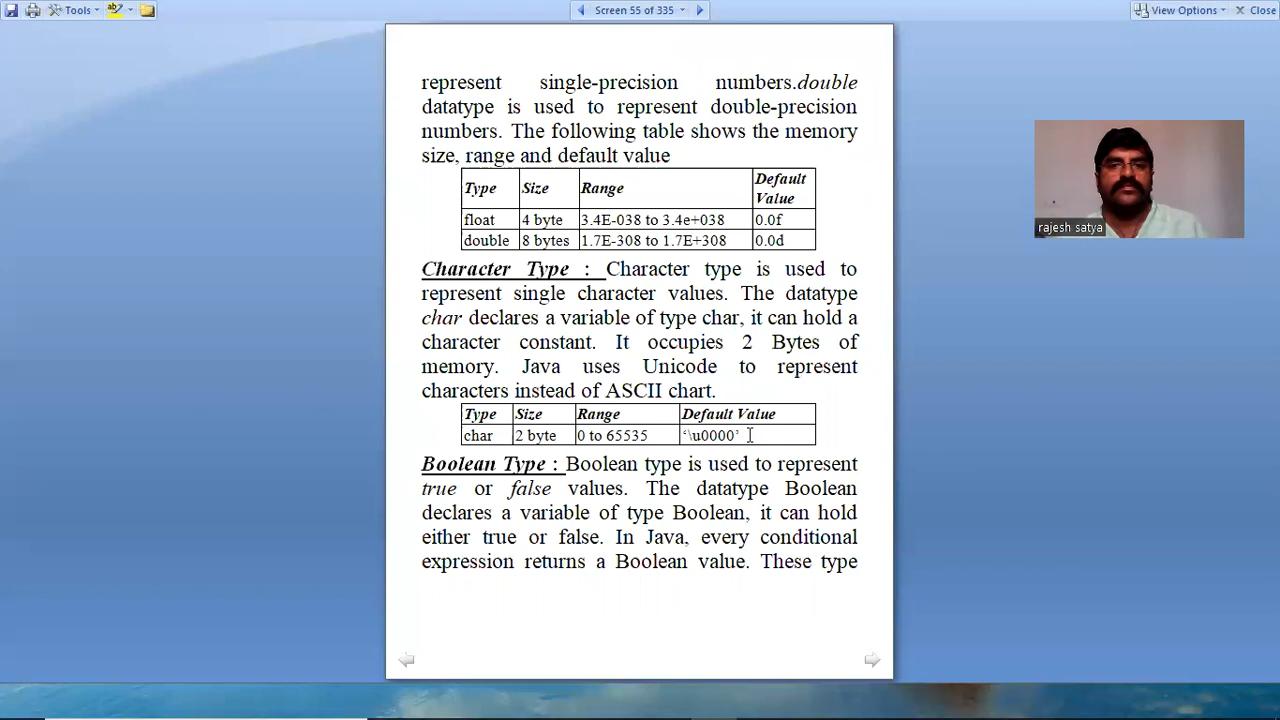 Tools
Screen 55 of 335
View Options
Close
represent single-precision numbers.double
datatype is used to represent double-precision
numbers. The following table shows the memory
size, range and default value
Type Size Range Default Value
float 4 byte 3.4E-038 to 3.4e+038 0.0f
double 8 bytes 1.7E-308 to 1.7E+308 0.0d
Character Type : Character type is used to
represent single character values. The datatype
char declares a variable of type char, it can hold a
character constant. It occupies 2 Bytes of
memory. Java uses Unicode to represent
characters instead of ASCII chart.
Type Size Range Default Value
char 2 byte 0 to 65535 ‘\u0000’
Boolean Type : Boolean type is used to represent
true or false values. The datatype Boolean
declares a variable of type Boolean, it can hold
either true or false. In Java, every conditional
expression returns a Boolean value. These type
rajesh satya